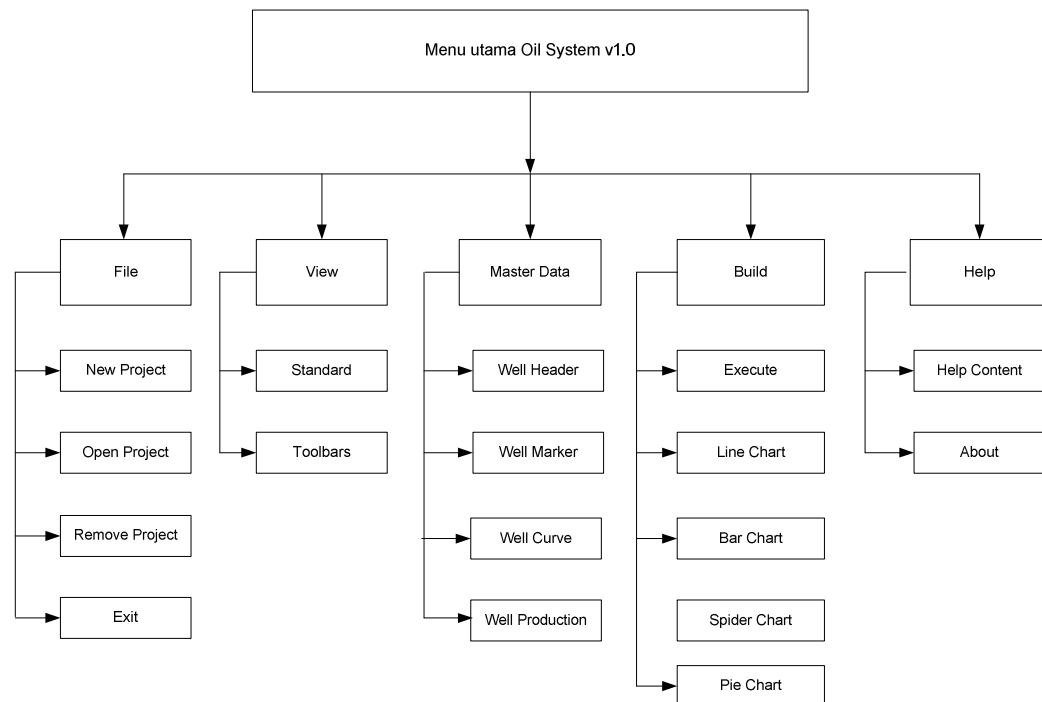 Menu utama Oil System v1.0
File
View
Master Data
Build
Help
New Project
Standard
Well Header
Execute
Help Content
Open Project
Toolbars
Well Marker
Line Chart
About
Remove Project
Well Curve
Bar Chart
Exit
Well Production
Spider Chart
Pie Chart